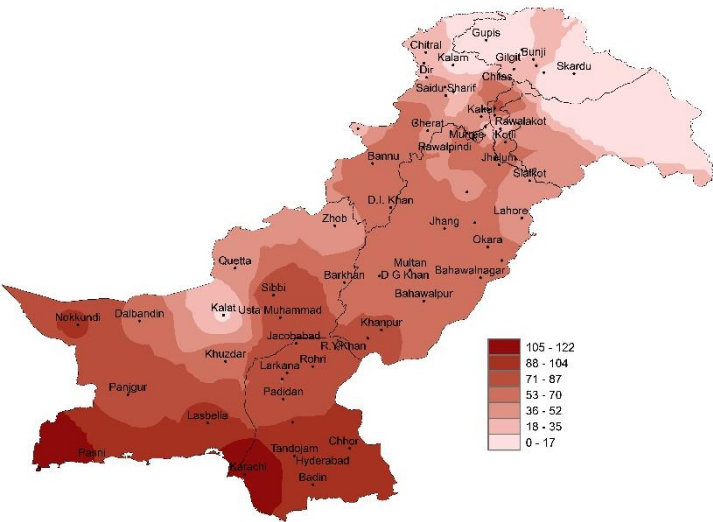 Gupis
Chitral
Bunji
Gilgit
Kalam
Skardu
Dir
Chilas
Saidu Sharif
Kakul
Cherat
Rawalakot
Murree
Kotli
Rawalpindi
Bannu
Jhelum
Sialkot
D.I. Khan
Lahore
Zhob
Jhang
Okara
Quetta
Multan
D G Khan
Barkhan
Bahawalnagar
Sibbi
Bahawalpur
Kalat
Usta Muhammad
Dalbandin
Nokkundi
Khanpur
Jacobabad
R.Y.Khan
Khuzdar
Rohri
Larkana
Panjgur
Padidan
Lasbella
Chhor
Tandojam
Pasni
Hyderabad
Karachi
Badin
105 - 122
88 - 104
71 - 87
53 - 70
36 - 52
18 - 35
0 - 17